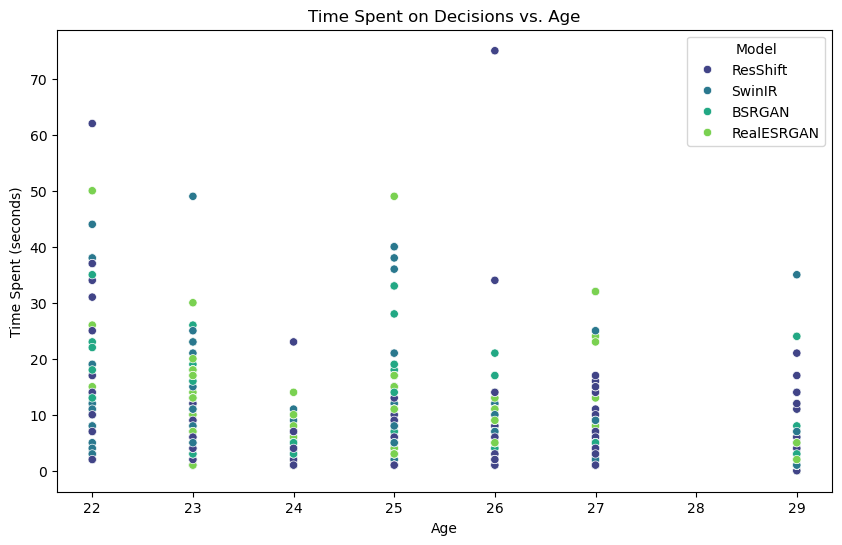 Time Spent on Decisions vs. Age
Model
ResShift
SwinIR
BSRGAN
RealESRGAN
Time Spent (seconds)
70
60
50
40
30
20
10
0
22 23 24 25 26 27 28 29
Age